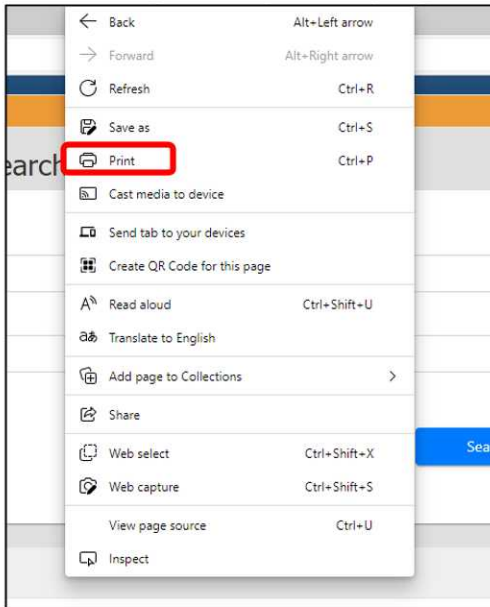 Back Alt+Left arrow
Forward Alt+Right arrow
Refresh Ctrl+R
Save as Ctrl+S
earch
Print Ctrl+P
Cast media to device
Send tab to your devices
Create QR Code for this page
Read aloud Ctrl+Shift+U
Translate to English
Add page to Collections
Share
Web select Ctrl+Shift+X
Sea
Web capture Ctrl+Shift+S
View page source Ctrl+U
Inspect